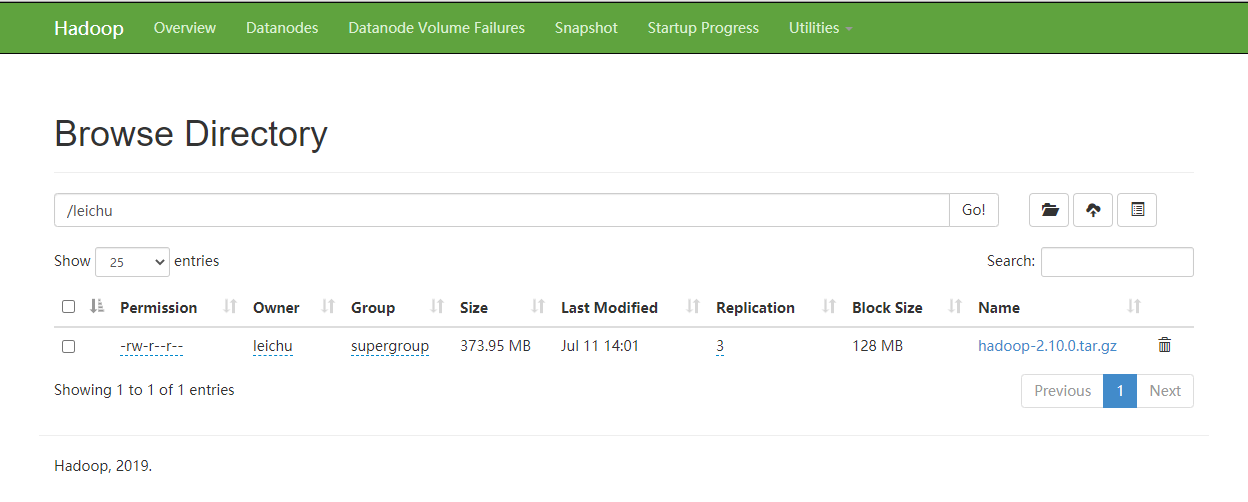 Hadoop Overview Datanodes Datanode Volume Failures Snapshot Startup Progress Utilities
Browse Directory
/leichu Go!
Show 25 entries Search:
Permission Owner Group Size Last Modified Replication Block Size Name
-rw-r--r-- leichu supergroup 373.95 MB Jul 11 14:01 3 128 MB hadoop-2.10.0.tar.gz
Showing 1 to 1 of 1 entries Previous 1 Next
Hadoop, 2019.